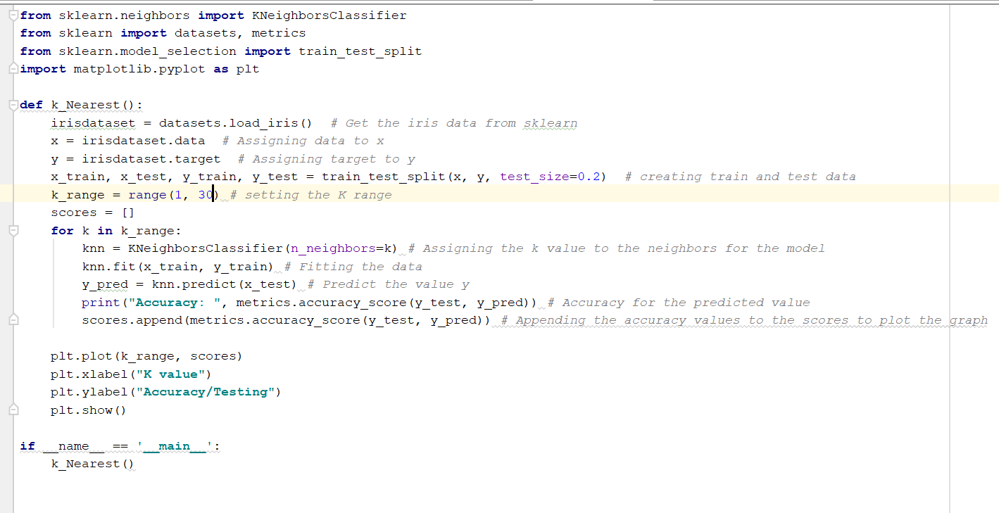 from sklearn.neighbors import KNeighborsClassifier
from sklearn import datasets, metrics
from sklearn.model_selection import train_test_split
import matplotlib.pyplot as plt

def k_Nearest():
    irisdataset = datasets.load_iris()  # Get the iris data from sklearn
    x = irisdataset.data  # Assigning data to x
    y = irisdataset.target  # Assigning target to y
    x_train, x_test, y_train, y_test = train_test_split(x, y, test_size=0.2)  # creating train and test data
    k_range = range(1, 30) # setting the K range
    scores = []
    for k in k_range:
        knn = KNeighborsClassifier(n_neighbors=k) # Assigning the k value to the neighbors for the model
        knn.fit(x_train, y_train) # Fitting the data
        y_pred = knn.predict(x_test) # Predict the value y
        print("Accuracy: ", metrics.accuracy_score(y_test, y_pred)) # Accuracy for the predicted value
        scores.append(metrics.accuracy_score(y_test, y_pred)) # Appending the accuracy values to the scores to plot the graph

    plt.plot(k_range, scores)
    plt.xlabel("K value")
    plt.ylabel("Accuracy/Testing")
    plt.show()

if __name__ == '__main__':
    k_Nearest()